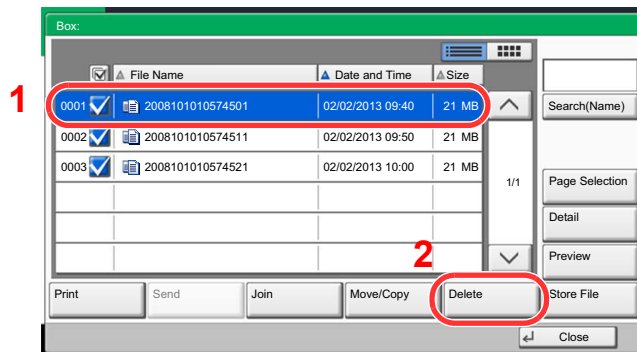 Box:
File Name Date and Time Size
1
0001 2008101010574501 02/02/2013 09:40 21 MB
Search(Name)
0002 2008101010574511 02/02/2013 09:50 21 MB
0003 2008101010574521 02/02/2013 10:00 21 MB
1/1
Page Selection
Detail
2
Preview
Print Send Join Move/Copy Delete Store File
Close